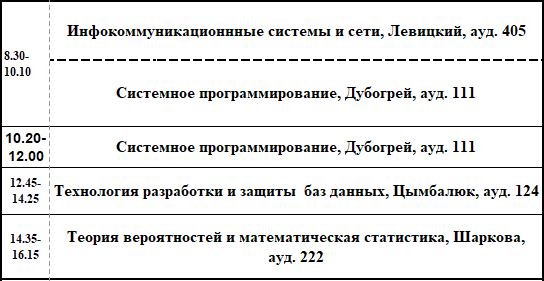 8.30-
10.10
Инфокоммуникационнные системы и сети, Левицкий, ауд. 405
Системное программирование, Дубогрей, ауд. 111
10.20-
12.00
Системное программирование, Дубогрей, ауд. 111
12.45-
14.25
Технология разработки и защиты  баз данных, Цымбалюк, ауд. 124
14.35-
16.15
Теория вероятностей и математическая статистика, Шаркова,
ауд. 222